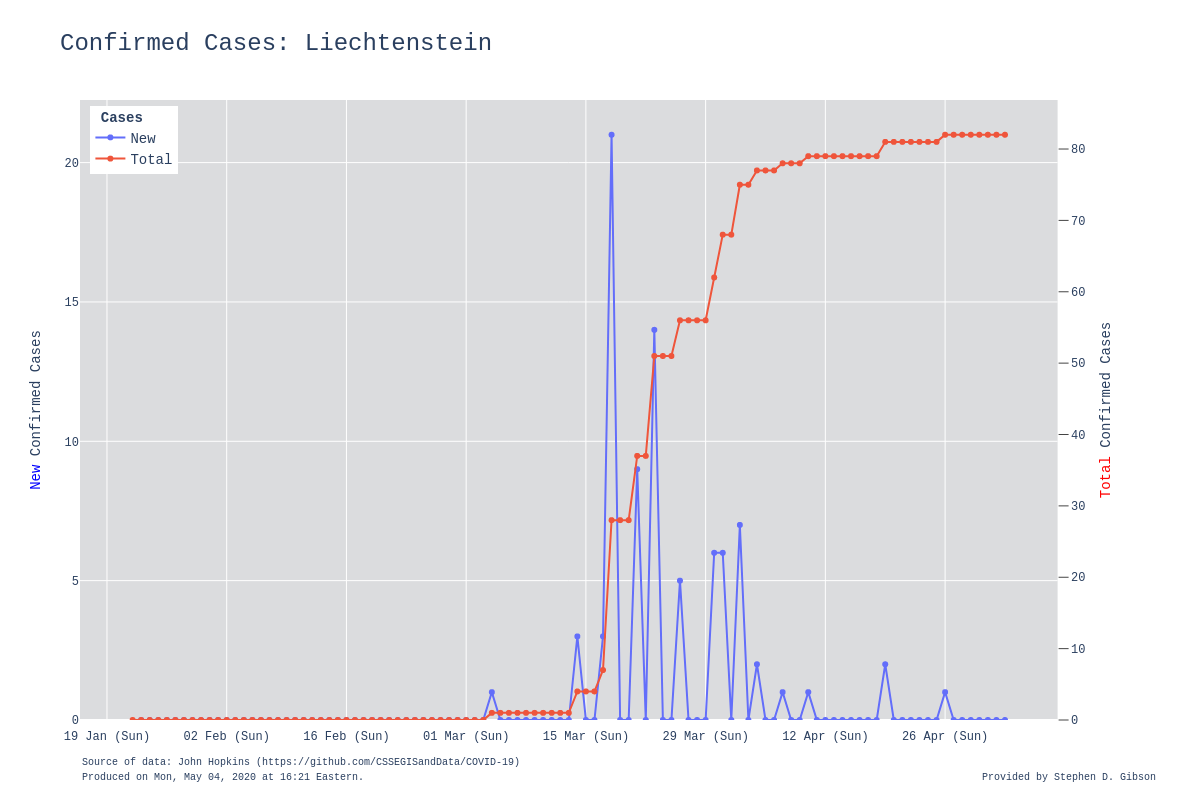 Confirmed Cases: Liechtenstein
Cases
New
Total
20
15
10
5
0
80
70
60
50
40
30
20
10
0
New Confirmed Cases
Total Confirmed Cases
19 Jan (Sun) 02 Feb (Sun) 16 Feb (Sun) 01 Mar (Sun) 15 Mar (Sun) 29 Mar (Sun) 12 Apr (Sun) 26 Apr (Sun)
Source of data: John Hopkins (https://github.com/CSSEGISandData/COVID-19)
Produced on Mon, May 04, 2020 at 16:21 Eastern.
Provided by Stephen D. Gibson